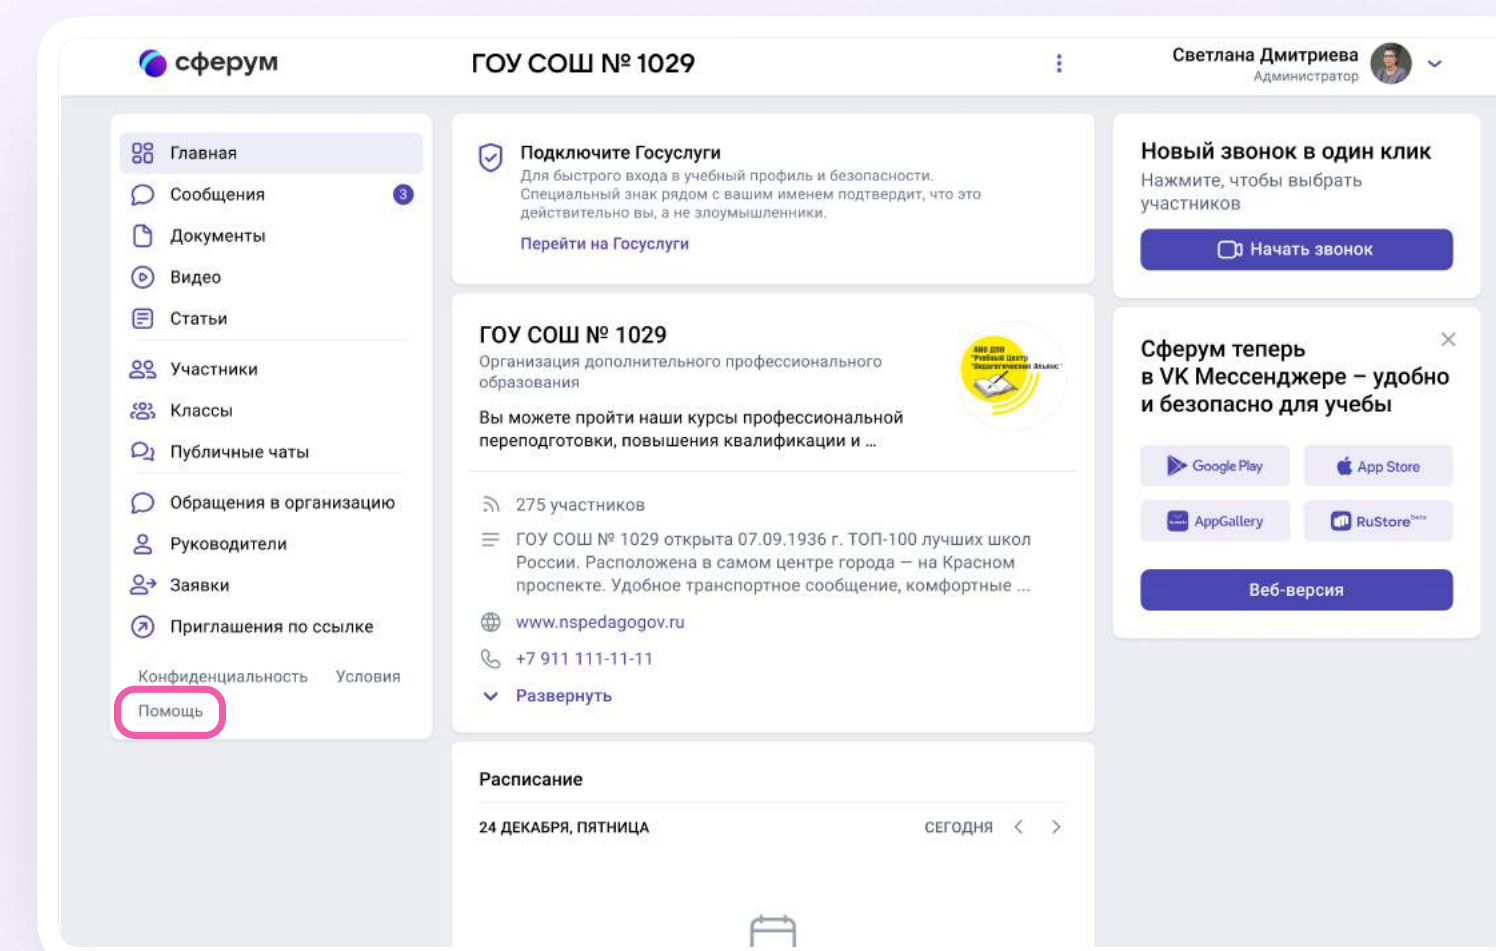 сферум
ГОУ СОШ № 1029
Светлана Дмитриева
Администратор
Главная
Сообщения
3
Документы
Видео
Статьи
Участники
Классы
Публичные чаты
Обращения в организацию
Руководители
Заявки
Приглашения по ссылке
Конфиденциальность Условия
Помощь
Подключите Госуслуги
Для быстрого входа в учебный профиль и безопасности.
Специальный знак рядом с вашим именем подтвердит, что это
действительно вы, а не злоумышленники.
Перейти на Госуслуги
ГОУ СОШ № 1029
Организация дополнительного профессионального
образования
Вы можете пройти наши курсы профессиональной
переподготовки, повышения квалификации и ...
АНО ДПО
"Учебный Центр
"Педагогический Альянс"
275 участников
ГОУ СОШ № 1029 открыта 07.09.1936 г. ТОП-100 лучших школ
России. Расположена в самом центре города – на Красном
проспекте. Удобное транспортное сообщение, комфортные ...
www.nspedagogov.ru
+7 911 111-11-11
Развернуть
Расписание
24 ДЕКАБРЯ, ПЯТНИЦА
СЕГОДНЯ
Новый звонок в один клик
Нажмите, чтобы выбрать
участников
Начать звонок
Сферум теперь
в VK Мессенджере – удобно
и безопасно для учебы
Google Play
App Store
AppGallery
RuStore beta
Веб-версия